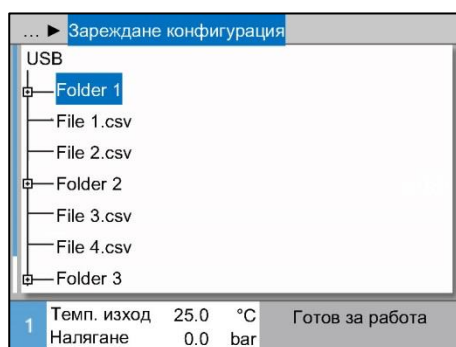 ... ► Зареждане конфигурация
USB
Folder 1
File 1.csv
File 2.csv
Folder 2
File 3.csv
File 4.csv
Folder 3
1 Темп. изход 25.0 °C Готов за работа
Налягане 0.0 bar